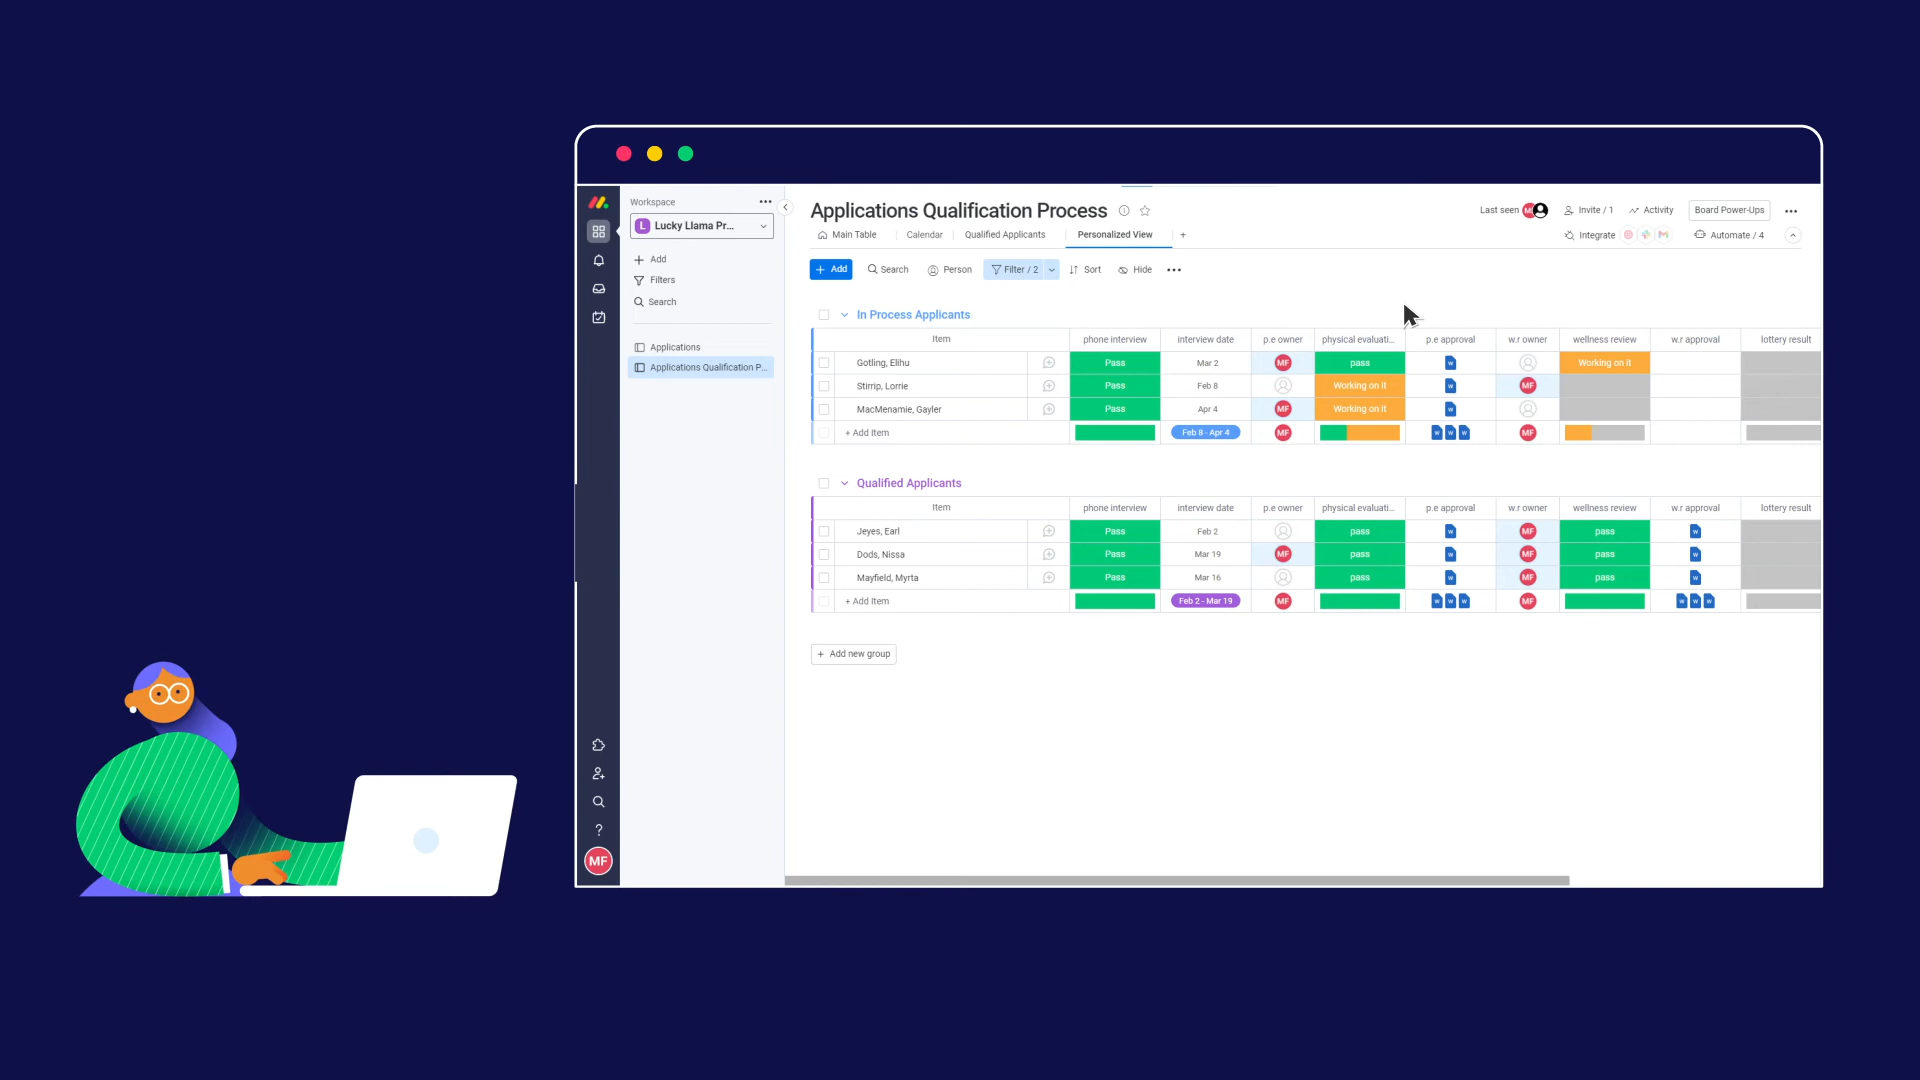 Workspace
L Lucky Llama Pr...
Add
Filters
Search
Applications
Applications Qualification P...
?
MF
Applications Qualification Process
Last seen
Invite / 1
Activity
Board Power-Ups
Main Table
Calendar
Qualified Applicants
Personalized View
+
Integrate
Automate / 4
+ Add
Search
Person
Filter / 2
Sort
Hide
In Process Applicants
Item phone interview interview date p.e owner physical evaluati... p.e approval w.r owner wellness review w.r approval lottery result
Gotling, Elihu Pass Mar 2 MF pass W Working on it
Stirrip, Lorrie Pass Feb 8 Working on it W MF
MacMenamie, Gayler Pass Apr 4 MF Working on it W
+ Add Item Feb 8 - Apr 4 MF W W W MF
Qualified Applicants
Item phone interview interview date p.e owner physical evaluati... p.e approval w.r owner wellness review w.r approval lottery result
Jeyes, Earl Pass Feb 2 pass W MF pass W
Dods, Nissa Pass Mar 19 MF pass W MF pass W
Mayfield, Myrta Pass Mar 16 pass W MF pass W
+ Add Item Feb 2 - Mar 19 MF W W W MF W W W
+ Add new group